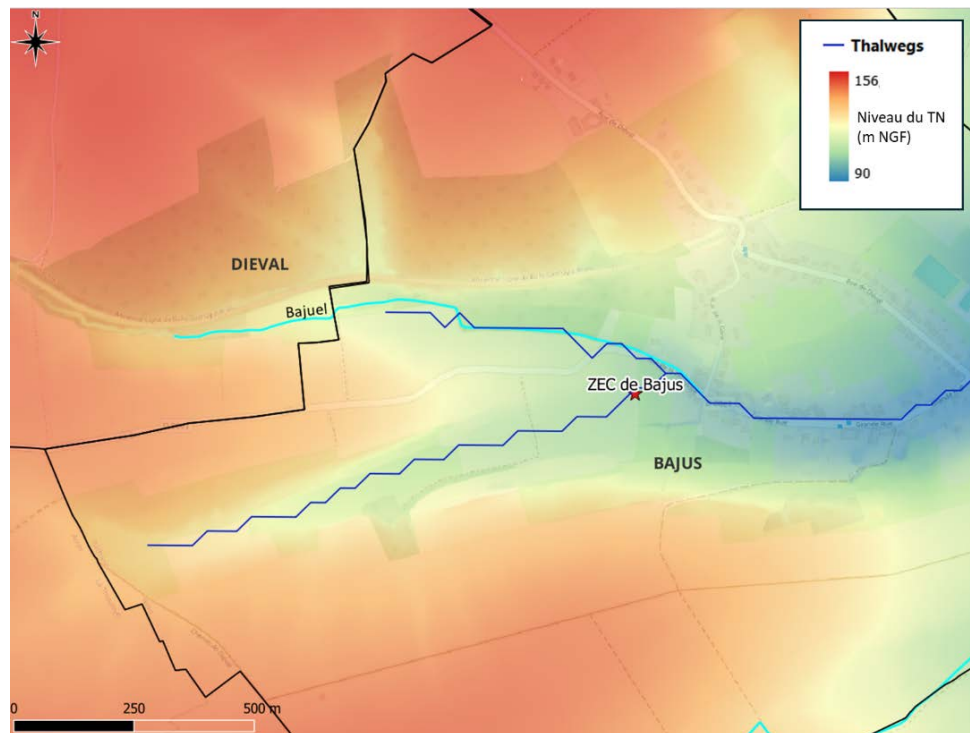 N
Thalwegs
156
Niveau du TN
(m NGF)
90
DIEVAL
Bajuel
ZEC de Bajus
BAJUS
0
250
500 m